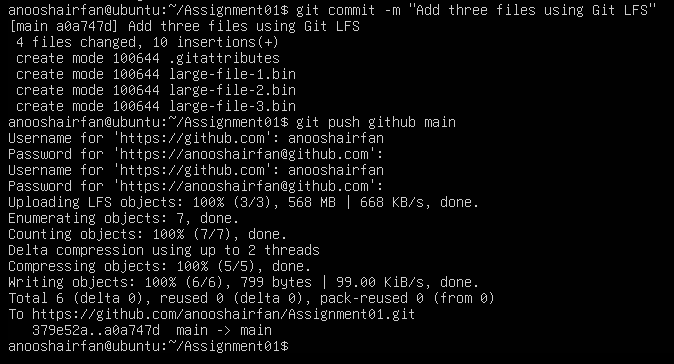 anooshairfan@ubuntu:~/Assignment01$ git commit -m "Add three files using Git LFS"
[main a0a747d] Add three files using Git LFS
 4 files changed, 10 insertions(+)
 create mode 100644 .gitattributes
 create mode 100644 large-file-1.bin
 create mode 100644 large-file-2.bin
 create mode 100644 large-file-3.bin
anooshairfan@ubuntu:~/Assignment01$ git push github main
Username for 'https://github.com': anooshairfan
Password for 'https://anooshairfan@github.com':
Username for 'https://github.com': anooshairfan
Password for 'https://anooshairfan@github.com':
Uploading LFS objects: 100% (3/3), 568 MB | 668 KB/s, done.
Enumerating objects: 7, done.
Counting objects: 100% (7/7), done.
Delta compression using up to 2 threads
Compressing objects: 100% (5/5), done.
Writing objects: 100% (6/6), 799 bytes | 99.00 KiB/s, done.
Total 6 (delta 0), reused 0 (delta 0), pack-reused 0 (from 0)
To https://github.com/anooshairfan/Assignment01.git
   379e52a..a0a747d  main -> main
anooshairfan@ubuntu:~/Assignment01$